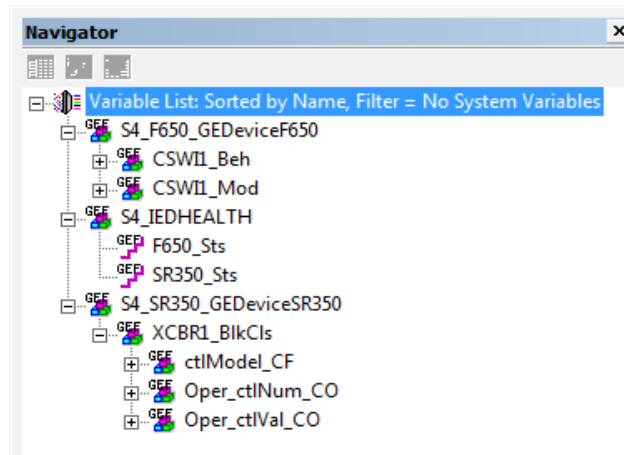 Navigator
Variable List: Sorted by Name, Filter = No System Variables
S4_F650_GEDeviceF650
CSWI1_Beh
CSWI1_Mod
S4_IEDHEALTH
F650_Sts
SR350_Sts
S4_SR350_GEDeviceSR350
XCBR1_BlkCls
ctlModel_CF
Oper_ctlNum_CO
Oper_ctlVal_CO